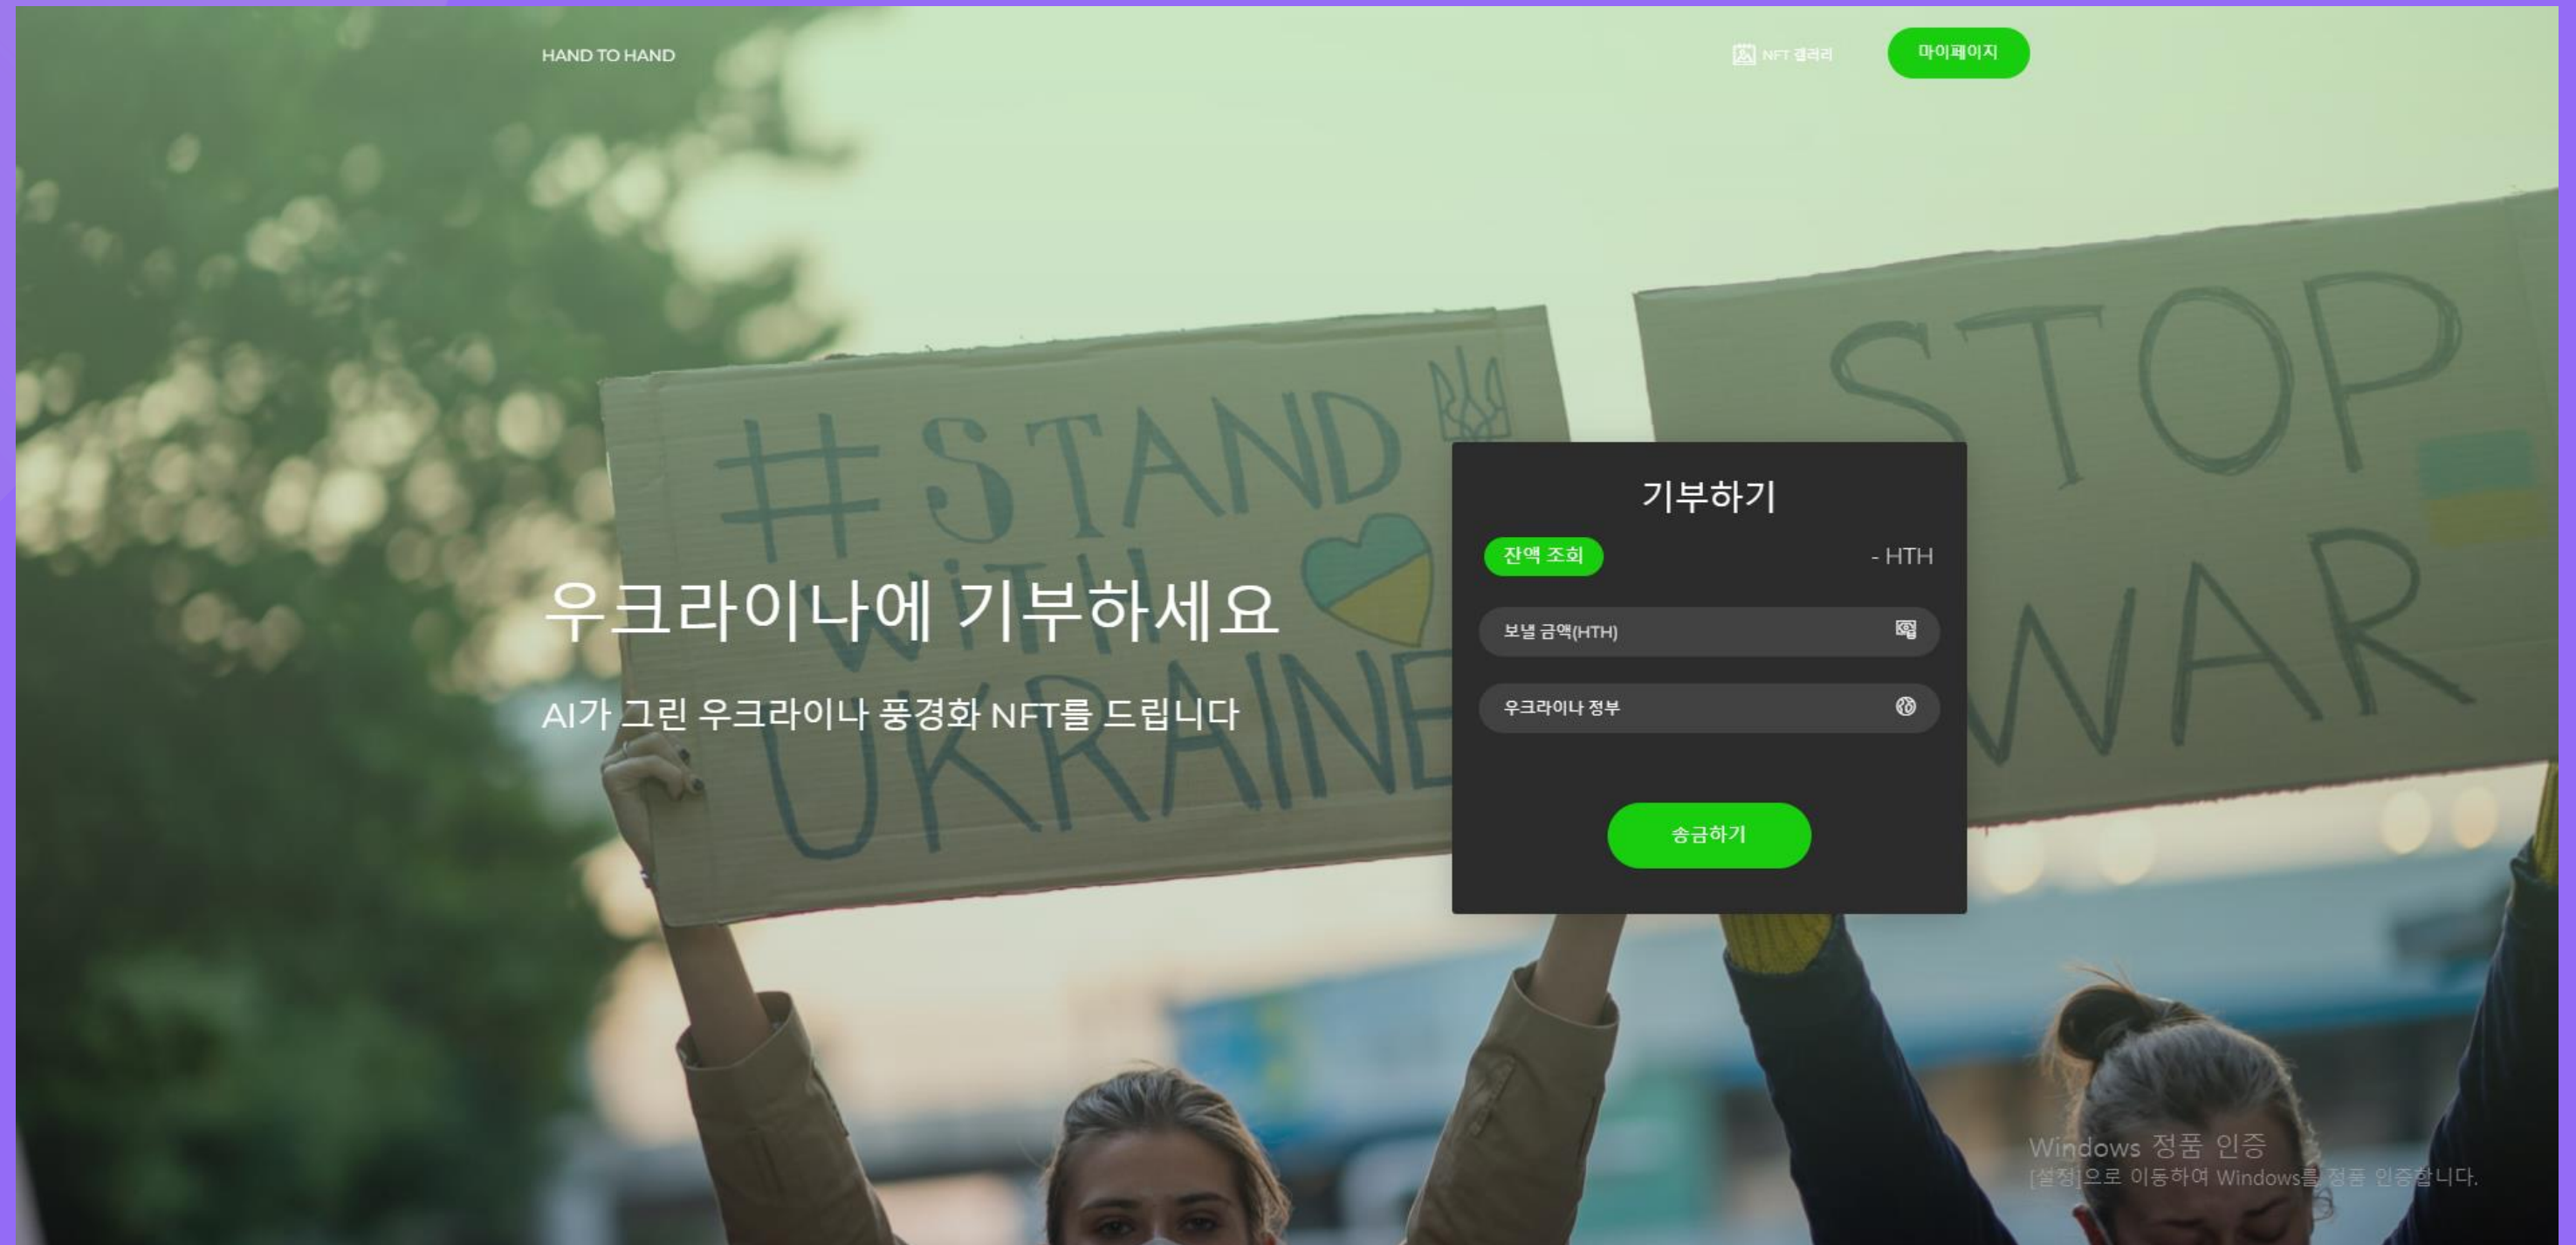 HAND TO HAND
NFT 갤러리
마이페이지
#STAND
WiTH
UKRAINE
STOP
WAR
우크라이나에 기부하세요
AI가 그린 우크라이나 풍경화 NFT를 드립니다
기부하기
잔액 조회
- HTH
보낼 금액(HTH)
우크라이나 정부
송금하기
Windows 정품 인증
[설정]으로 이동하여 Windows를 정품 인증합니다.